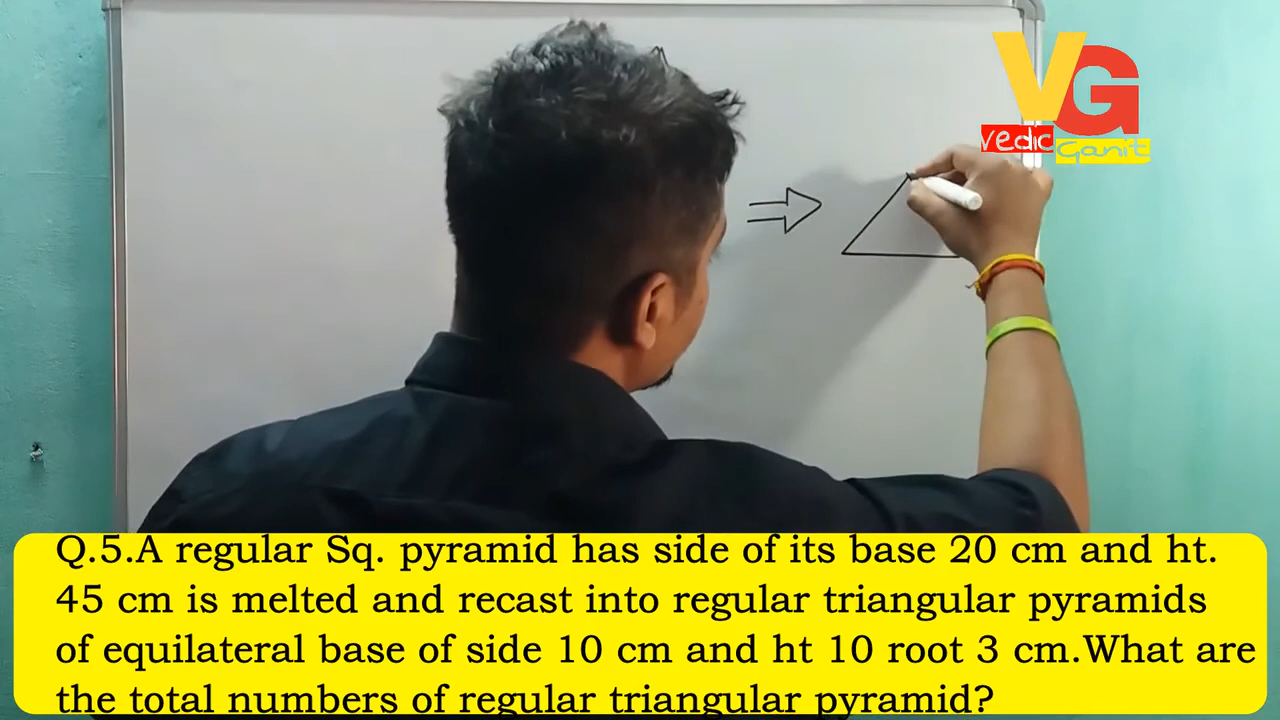 VG
vedic Ganit
Q.5.A regular Sq. pyramid has side of its base 20 cm and ht.
45 cm is melted and recast into regular triangular pyramids
of equilateral base of side 10 cm and ht 10 root 3 cm.What are
the total numbers of regular triangular pyramid?